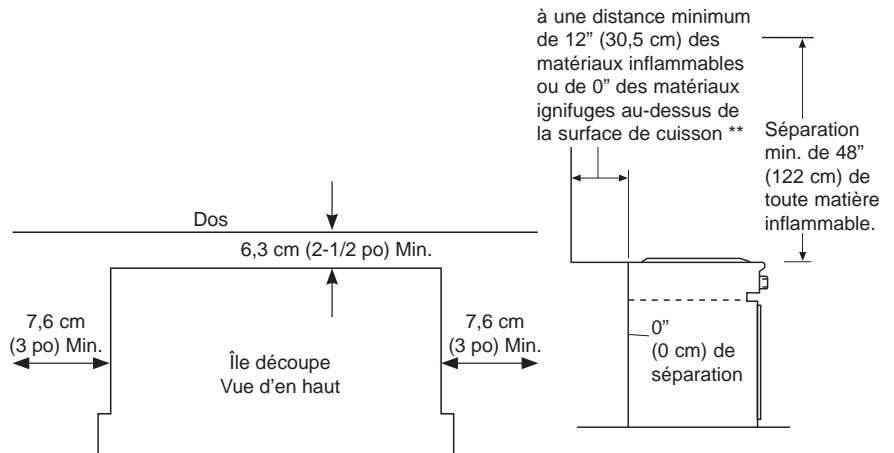 à une distance minimum
de 12” (30,5 cm) des
matériaux inflammables
ou de 0” des matériaux
ignifuges au-dessus de
la surface de cuisson **
Séparation
min. de 48”
(122 cm) de
toute matière
inflammable.
Dos
6,3 cm (2-1/2 po) Min.
7,6 cm
(3 po) Min.
7,6 cm
(3 po) Min.
Île découpe
Vue d’en haut
0”
(0 cm) de
séparation